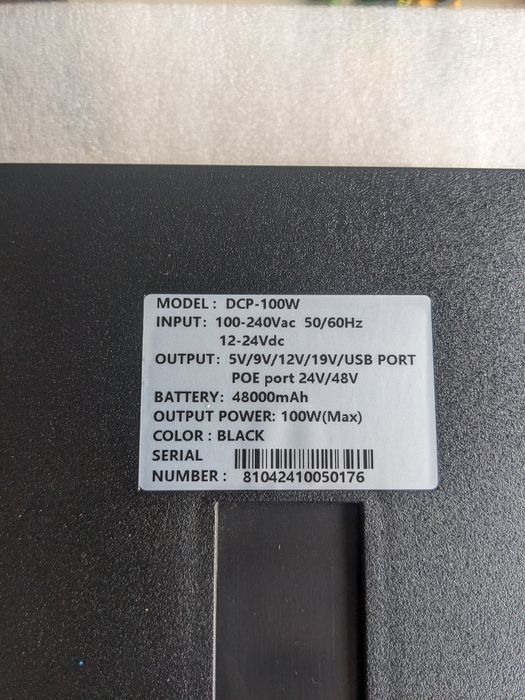 MODEL : DCP-100W
INPUT: 100-240Vac 50/60Hz
12-24Vdc
OUTPUT: 5V/9V/12V/19V/USB PORT
POE port 24V/48V
BATTERY: 48000mAh
OUTPUT POWER: 100W(Max)
COLOR : BLACK
SERIAL
NUMBER : 81042410050176